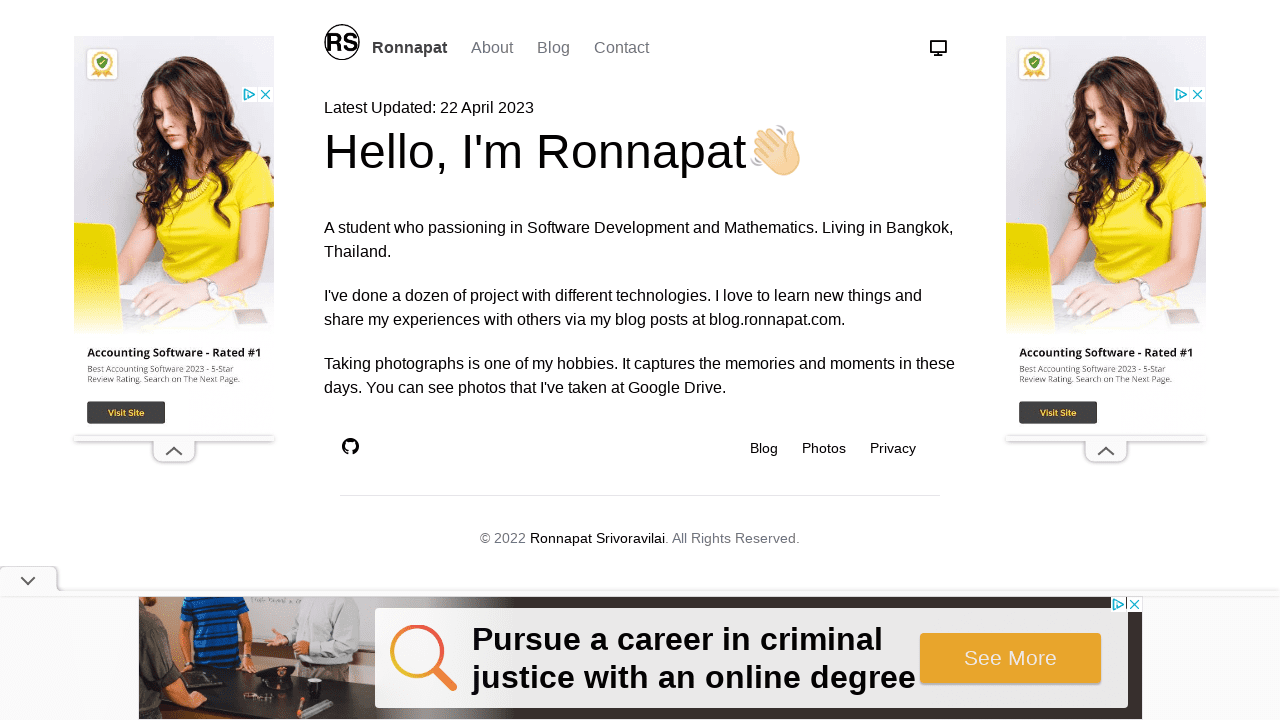 RS
Ronnapat About Blog Contact
Latest Updated: 22 April 2023
Hello, I'm Ronnapat👋
A student who passioning in Software Development and Mathematics. Living in Bangkok,
Thailand.
I've done a dozen of project with different technologies. I love to learn new things and
share my experiences with others via my blog posts at blog.ronnapat.com.
Taking photographs is one of my hobbies. It captures the memories and moments in these
days. You can see photos that I've taken at Google Drive.
Blog Photos Privacy
© 2022 Ronnapat Srivoravilai. All Rights Reserved.
Accounting Software - Rated #1
Best Accounting Software 2023 - 5-Star
Review Rating. Search on The Next Page.
Visit Site
Accounting Software - Rated #1
Best Accounting Software 2023 - 5-Star
Review Rating. Search on The Next Page.
Visit Site
Pursue a career in criminal
justice with an online degree
See More